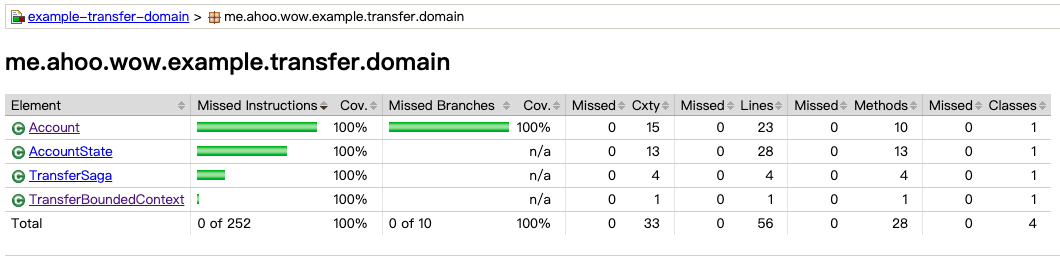 example-transfer-domain > me.ahoo.wow.example.transfer.domain
me.ahoo.wow.example.transfer.domain
Element Missed Instructions Cov. Missed Branches Cov. Missed Cxty Missed Lines Missed Methods Missed Classes
C Account 100% 100% 0 15 0 23 0 10 0 1
C AccountState 100% n/a 0 13 0 28 0 13 0 1
C TransferSaga 100% n/a 0 4 0 4 0 4 0 1
C TransferBoundedContext 100% n/a 0 1 0 1 0 1 0 1
Total 0 of 252 100% 0 of 10 100% 0 33 0 56 0 28 0 4